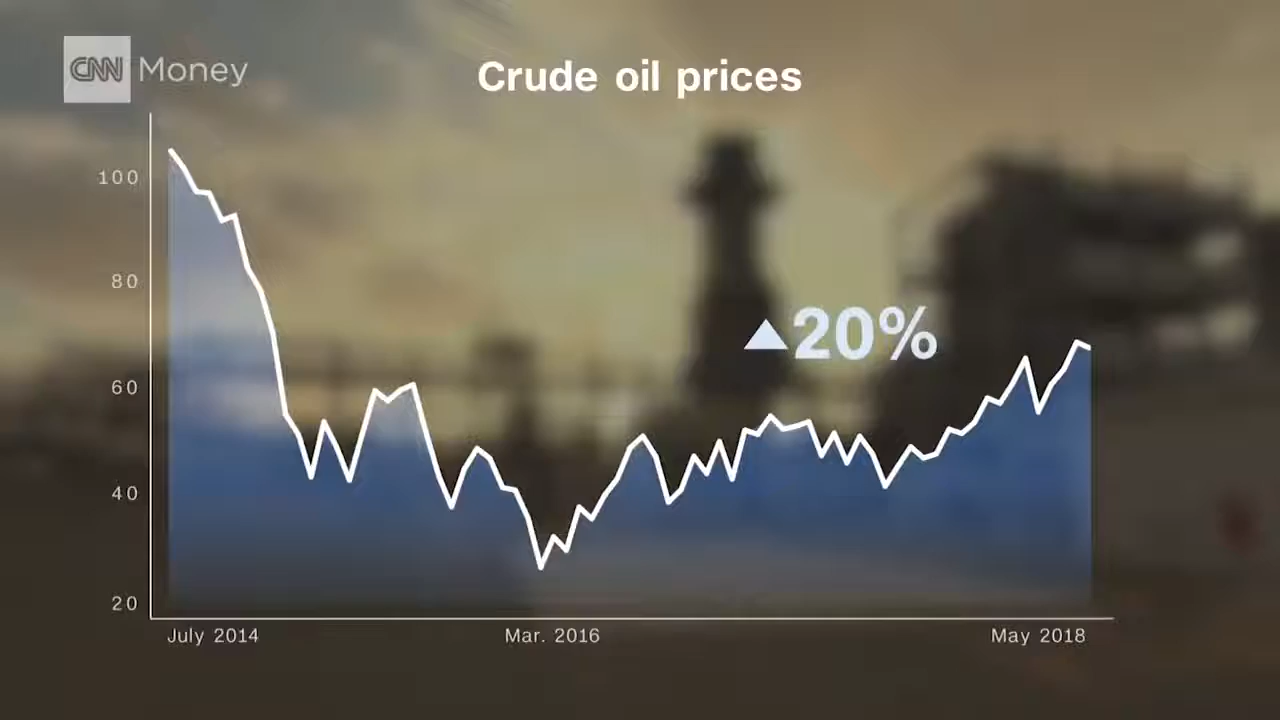 CNN Money
Crude oil prices
100
80
▲20%
60
40
20
July 2014
Mar. 2016
May 2018